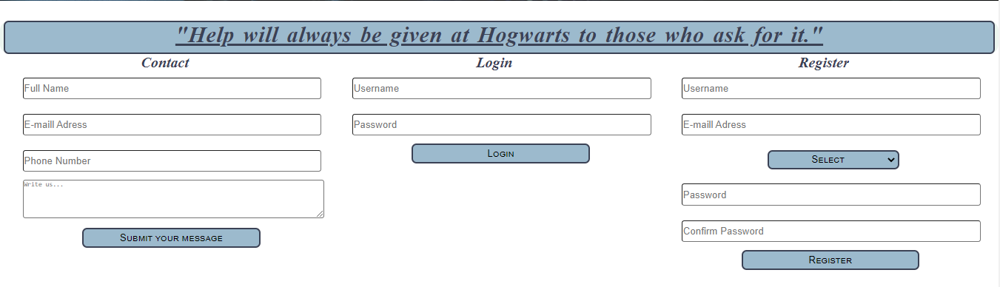 "Help will always be given at Hogwarts to those who ask for it."
Contact
Full Name
E-maill Adress
Phone Number
Write us...
Submit your message
Login
Username
Password
Login
Register
Username
E-maill Adress
Select
Password
Confirm Password
Register